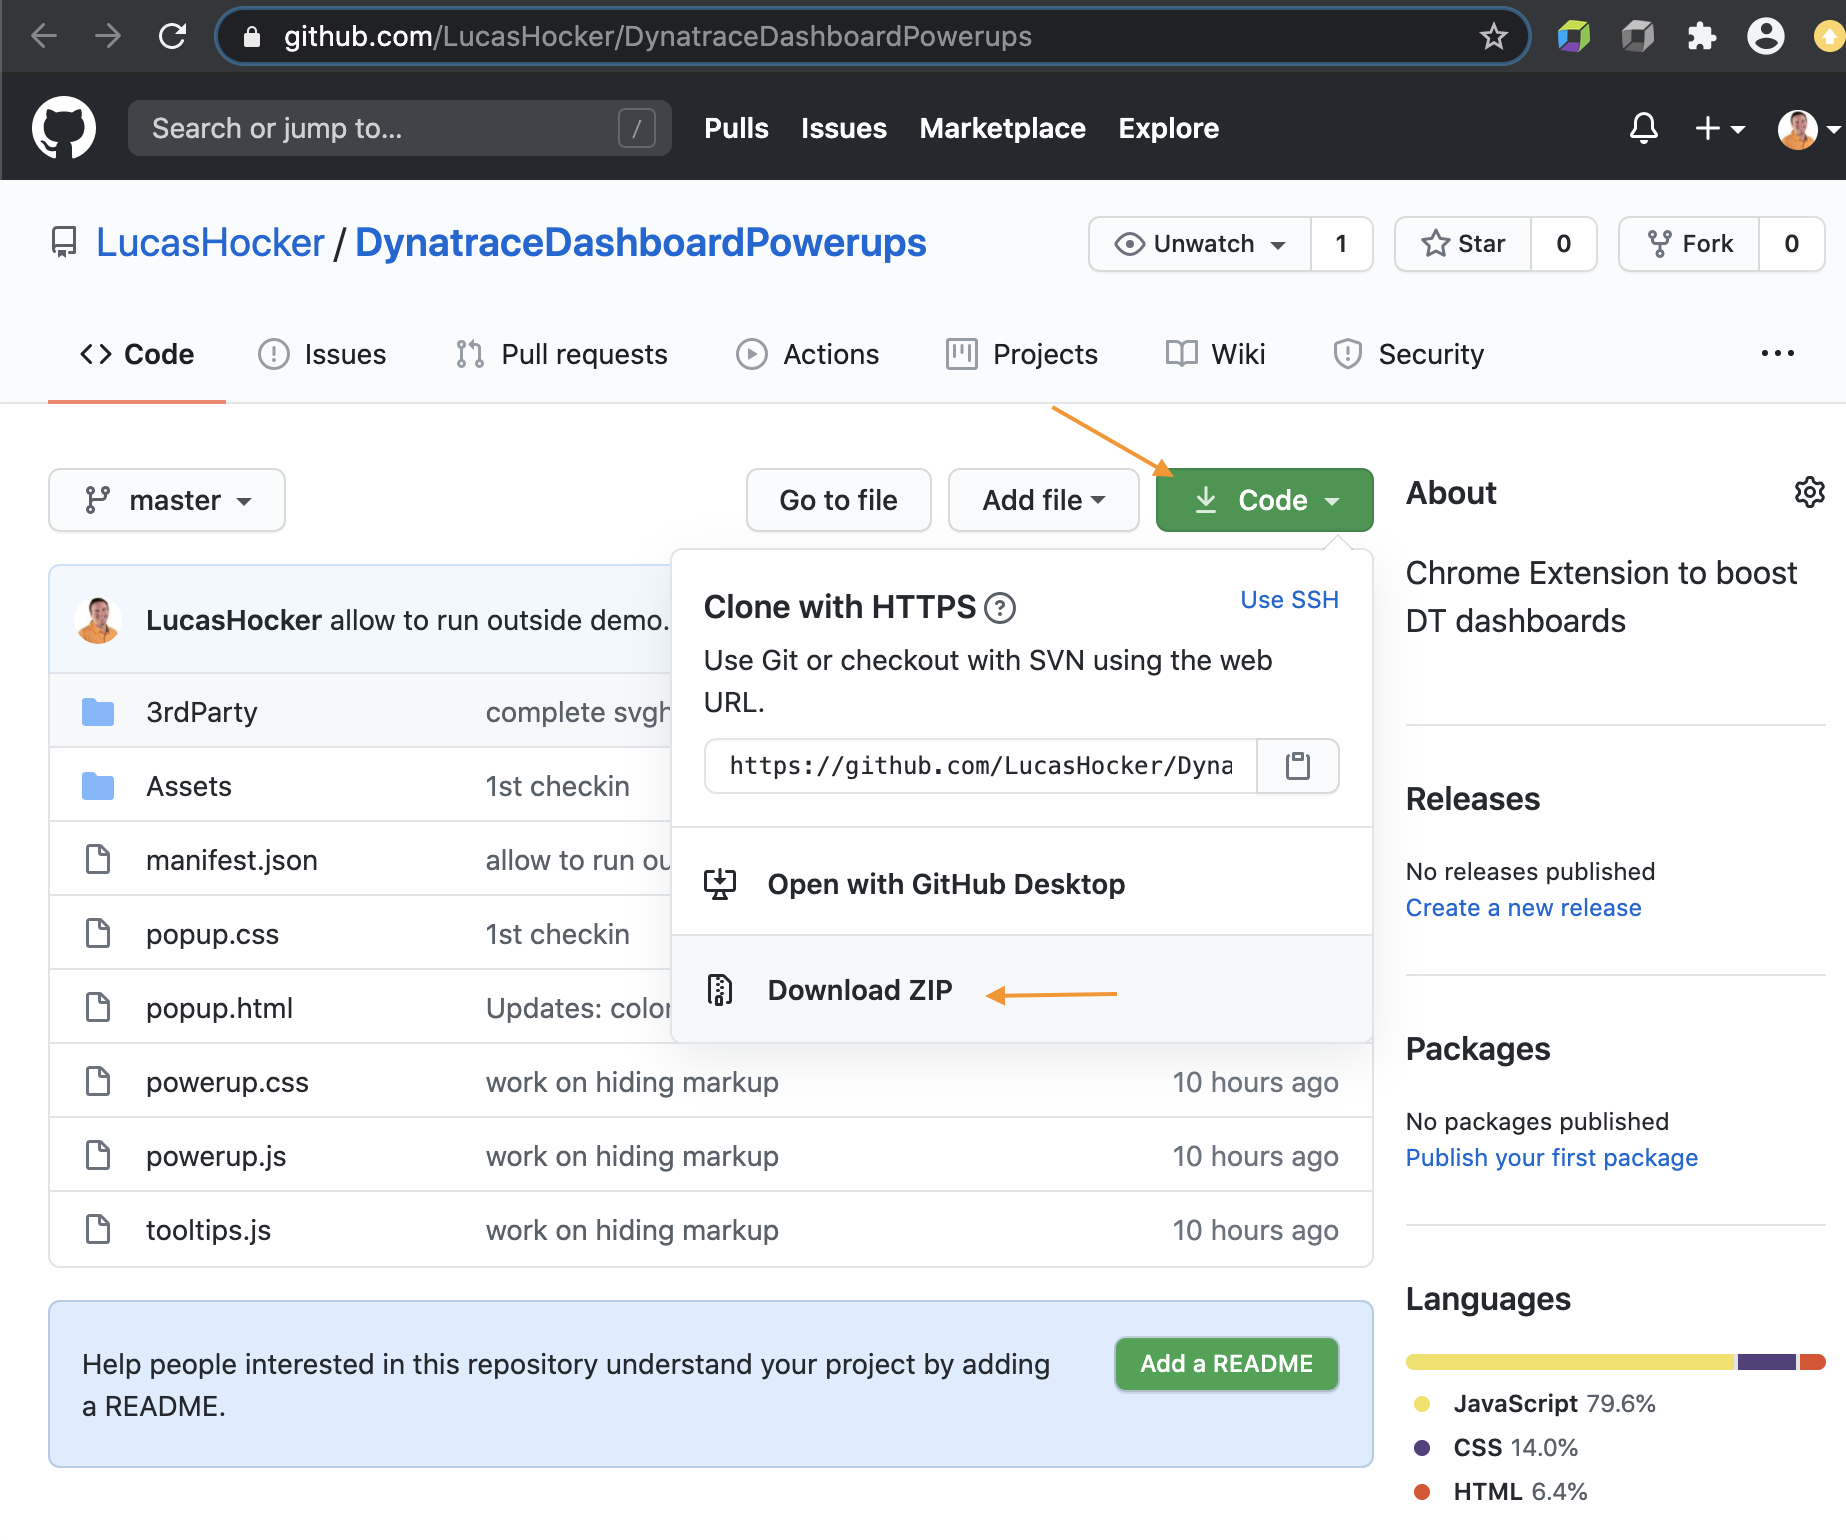 github.com/LucasHocker/DynatraceDashboardPowerups
Search or jump to... /
Pulls Issues Marketplace Explore
LucasHocker / DynatraceDashboardPowerups
Unwatch 1 Star 0 Fork 0
Code Issues Pull requests Actions Projects Wiki Security
master Go to file Add file Code
About
Chrome Extension to boost
DT dashboards
LucasHocker allow to run outside demo.
Clone with HTTPS ? Use SSH
Use Git or checkout with SVN using the web
URL.
https://github.com/LucasHocker/Dyna
Open with GitHub Desktop
Download ZIP
3rdParty complete svgh
Assets 1st checkin
manifest.json allow to run ou
popup.css 1st checkin
popup.html Updates: color
powerup.css work on hiding markup 10 hours ago
powerup.js work on hiding markup 10 hours ago
tooltips.js work on hiding markup 10 hours ago
Help people interested in this repository understand your project by adding
a README.
Add a README
Releases
No releases published
Create a new release
Packages
No packages published
Publish your first package
Languages
JavaScript 79.6%
CSS 14.0%
HTML 6.4%